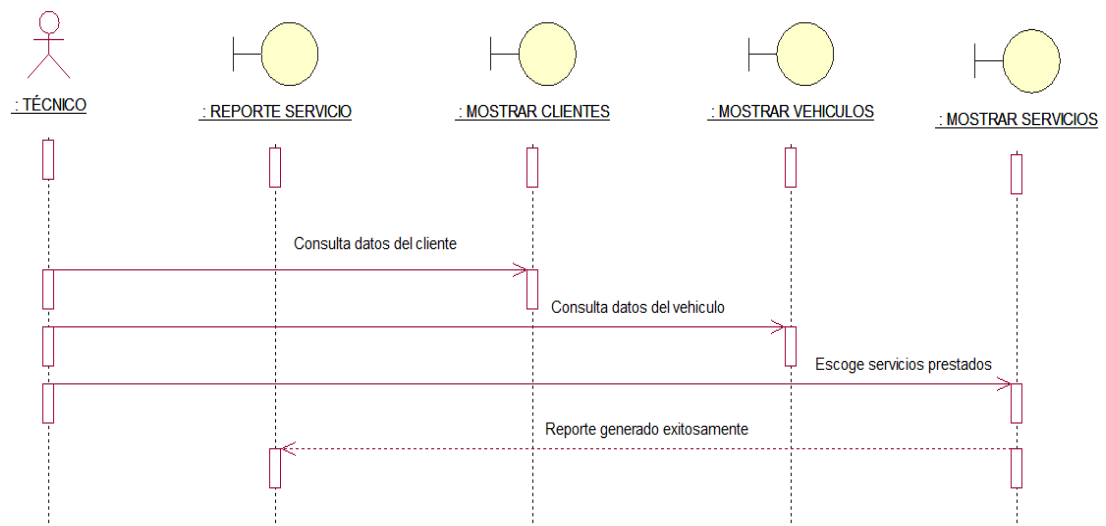 : TÉCNICO
: REPORTE SERVICIO
: MOSTRAR CLIENTES
: MOSTRAR VEHICULOS
: MOSTRAR SERVICIOS
Consulta datos del cliente
Consulta datos del vehiculo
Escoge servicios prestados
Reporte generado exitosamente